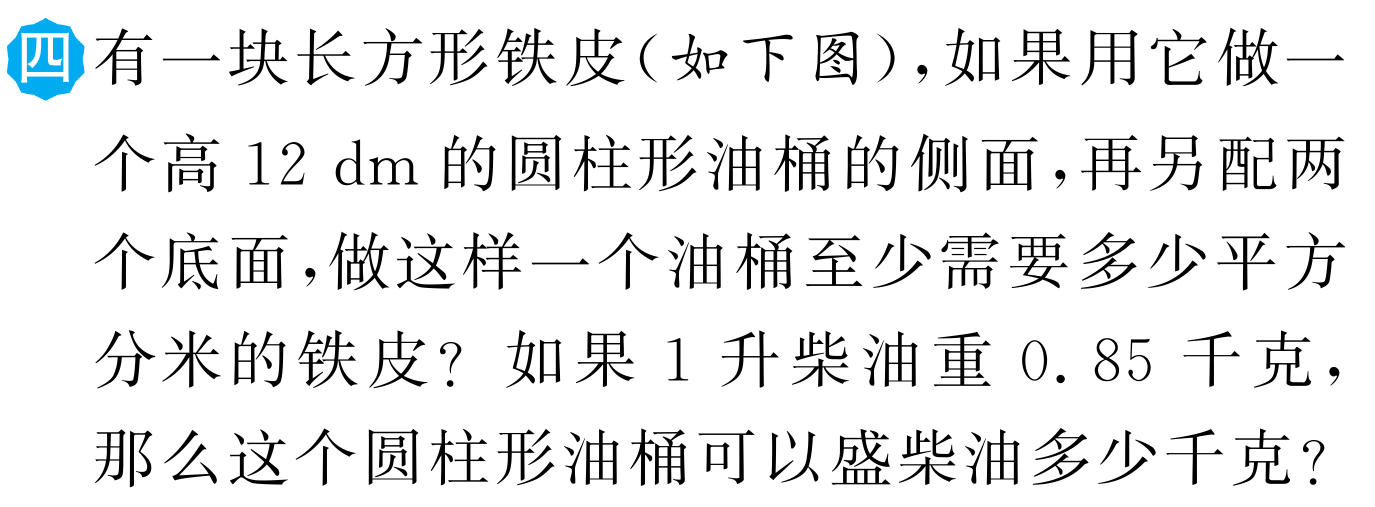 四 有一块长方形铁皮(如下图),如果用它做一
个高 12 dm 的圆柱形油桶的侧面,再另配两
个底面,做这样一个油桶至少需要多少平方
分米的铁皮? 如果 1 升柴油重 0. 85 千克,
那么这个圆柱形油桶可以盛柴油多少千克?